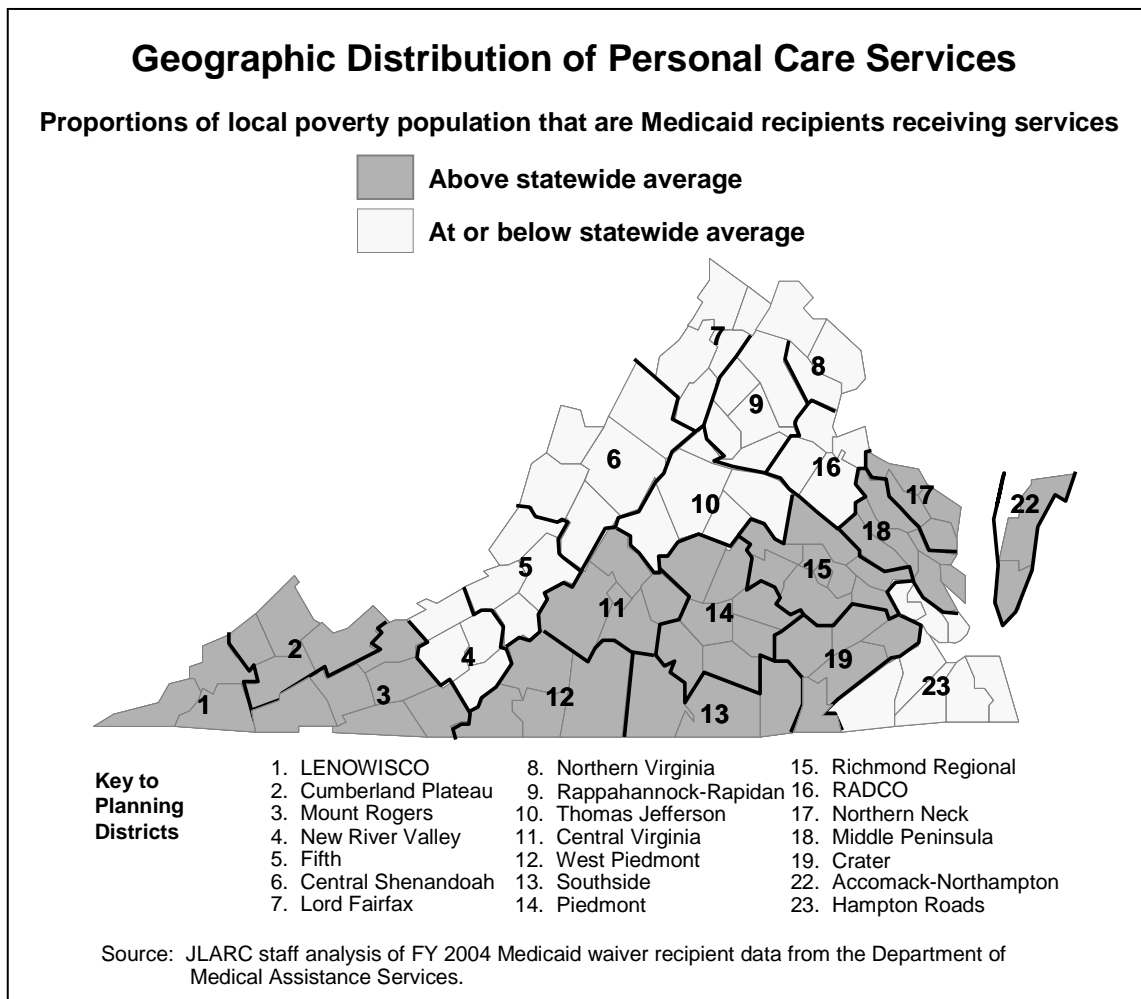 Geographic Distribution of Personal Care Services
Proportions of local poverty population that are Medicaid recipients receiving services
Above statewide average
At or below statewide average
7
8
9
6
16
10
17
22
18
5
15
11
14
2
4
19
3
12
23
1
13
Key to
Planning
Districts
1. LENOWISCO
2. Cumberland Plateau
3. Mount Rogers
4. New River Valley
5. Fifth
6. Central Shenandoah
7. Lord Fairfax
8. Northern Virginia
9. Rappahannock-Rapidan
10. Thomas Jefferson
11. Central Virginia
12. West Piedmont
13. Southside
14. Piedmont
15. Richmond Regional
16. RADCO
17. Northern Neck
18. Middle Peninsula
19. Crater
22. Accomack-Northampton
23. Hampton Roads
Source: JLARC staff analysis of FY 2004 Medicaid waiver recipient data from the Department of
Medical Assistance Services.